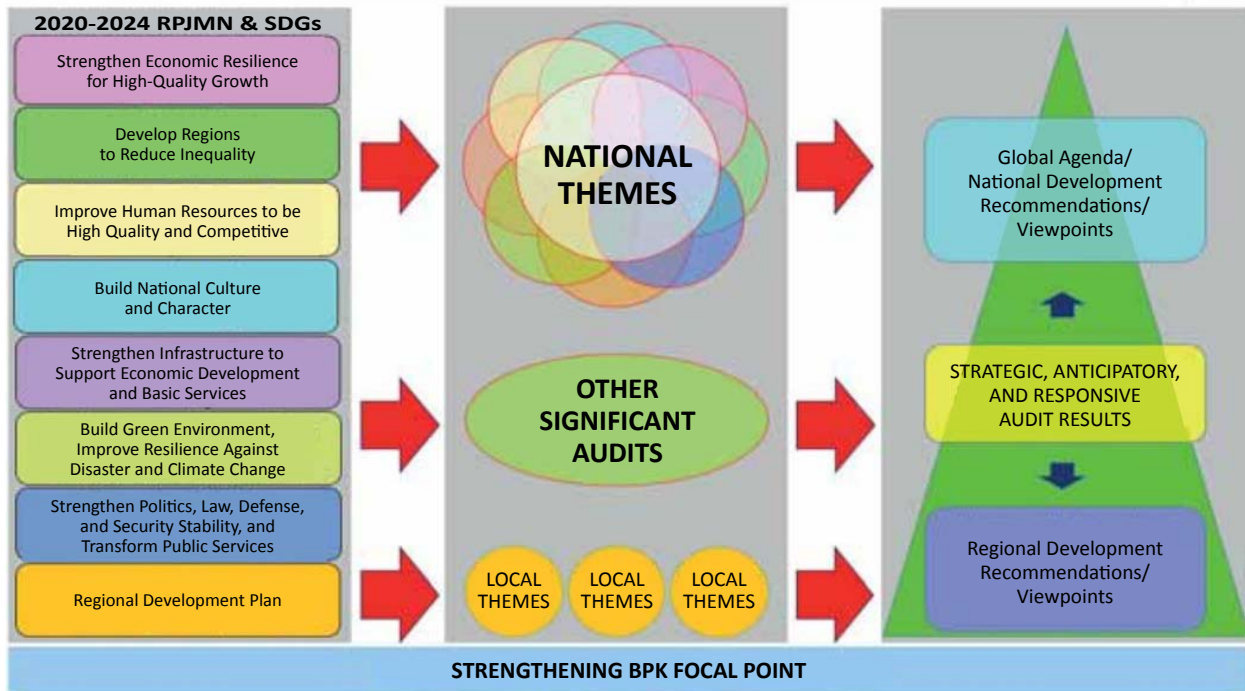 2020-2024 RPJMN & SDGs
Strengthen Economic Resilience
for High-Quality Growth
Develop Regions
to Reduce Inequality
Improve Human Resources to be
High Quality and Competitive
Build National Culture
and Character
Strengthen Infrastructure to
Support Economic Development
and Basic Services
Build Green Environment,
Improve Resilience Against
Disaster and Climate Change
Strengthen Politics, Law, Defense,
and Security Stability, and
Transform Public Services
Regional Development Plan
NATIONAL
THEMES
OTHER
SIGNIFICANT
AUDITS
LOCAL
THEMES
LOCAL
THEMES
LOCAL
THEMES
Global Agenda/
National Development
Recommendations/
Viewpoints
STRATEGIC, ANTICIPATORY,
AND RESPONSIVE
AUDIT RESULTS
Regional Development
Recommendations/
Viewpoints
STRENGTHENING BPK FOCAL POINT